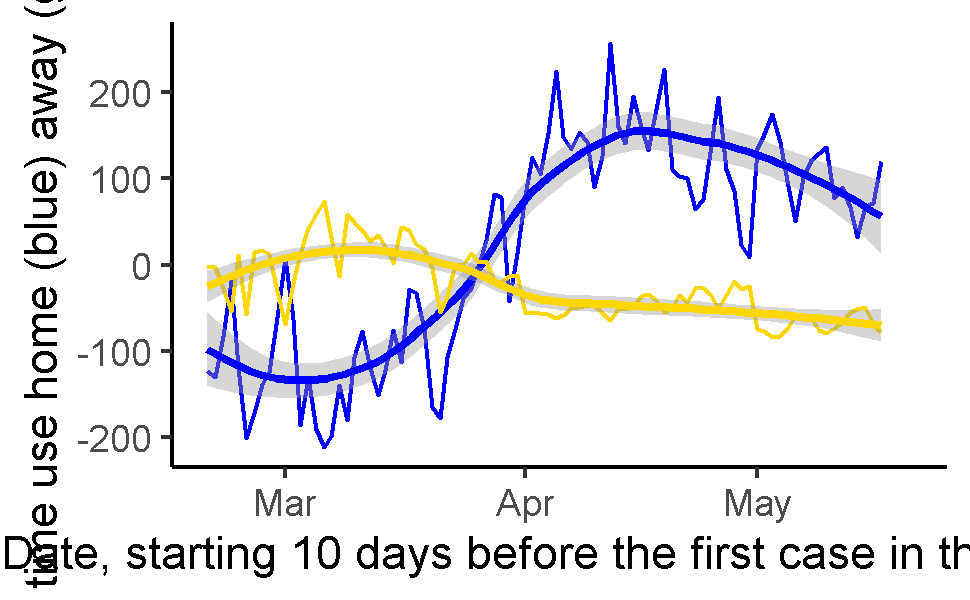 time use home (blue) away (
200
100
0
-100
-200
Mar Apr May
Date, starting 10 days before the first case in th